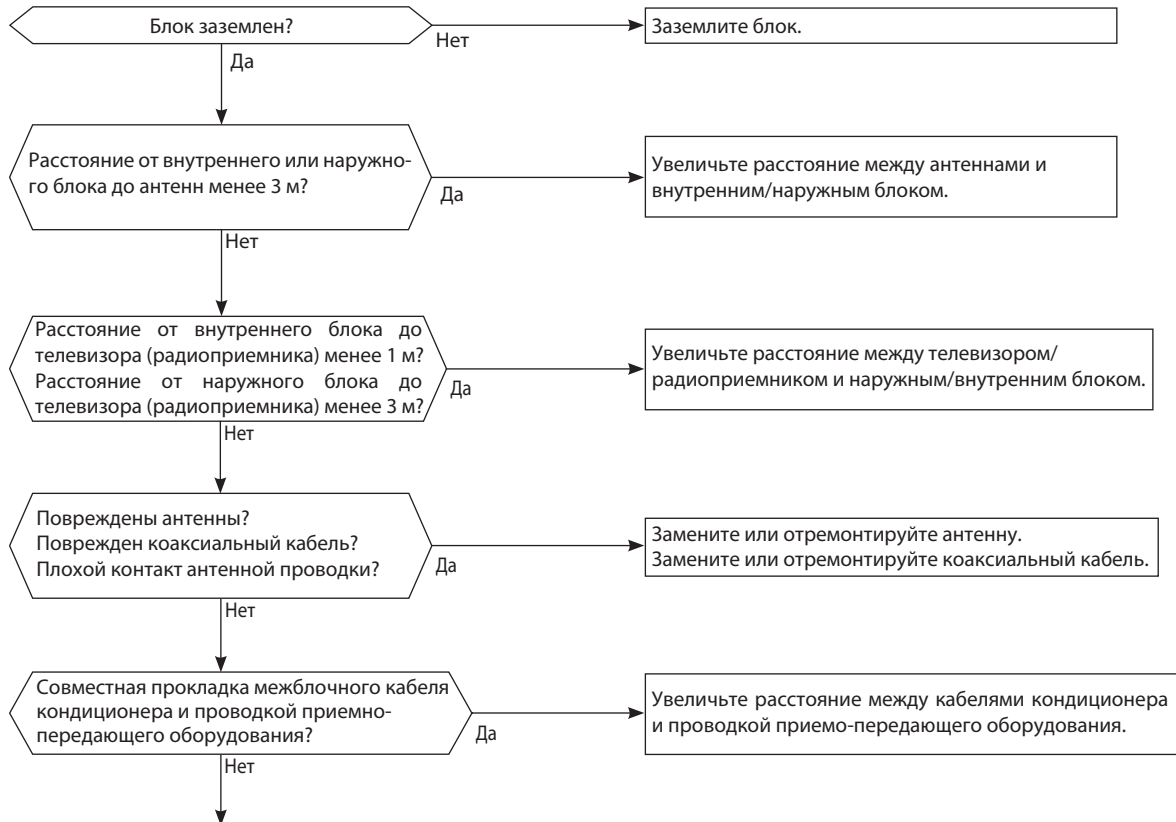 Блок заземлен?
Нет
Заземлите блок.
Да
Расстояние от внутреннего или наружно-
го блока до антенн менее 3 м?
Да
Увеличьте расстояние между антеннами и
внутренним/наружным блоком.
Нет
Расстояние от внутреннего блока до
телевизора (радиоприемника) менее 1 м?
Расстояние от наружного блока до
телевизора (радиоприемника) менее 3 м?
Да
Увеличьте расстояние между телевизором/
радиоприемником и наружным/внутренним блоком.
Нет
Повреждены антенны?
Поврежден коаксиальный кабель?
Плохой контакт антенной проводки?
Да
Замените или отремонтируйте антенну.
Замените или отремонтируйте коаксиальный кабель.
Нет
Совместная прокладка межблочного кабеля
кондиционера и проводкой приемно-
передающего оборудования?
Да
Увеличьте расстояние между кабелями кондиционера
и проводкой приемо-передающего оборудования.
Нет